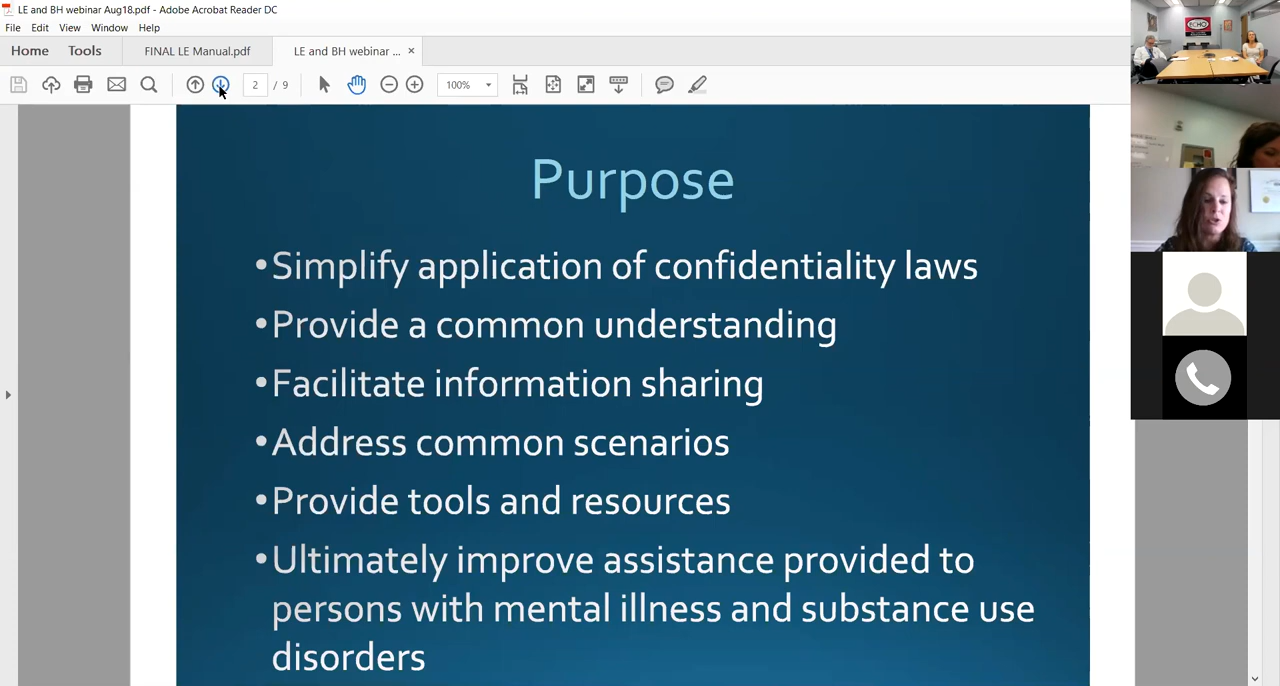 LE and BH webinar Aug18.pdf - Adobe Acrobat Reader DC
File Edit View Window Help
Home Tools FINAL LE Manual.pdf LE and BH webinar ... ×
2 / 9 100%
ECHO
Purpose
•Simplify application of confidentiality laws
•Provide a common understanding
•Facilitate information sharing
•Address common scenarios
•Provide tools and resources
•Ultimately improve assistance provided to
persons with mental illness and substance use
disorders